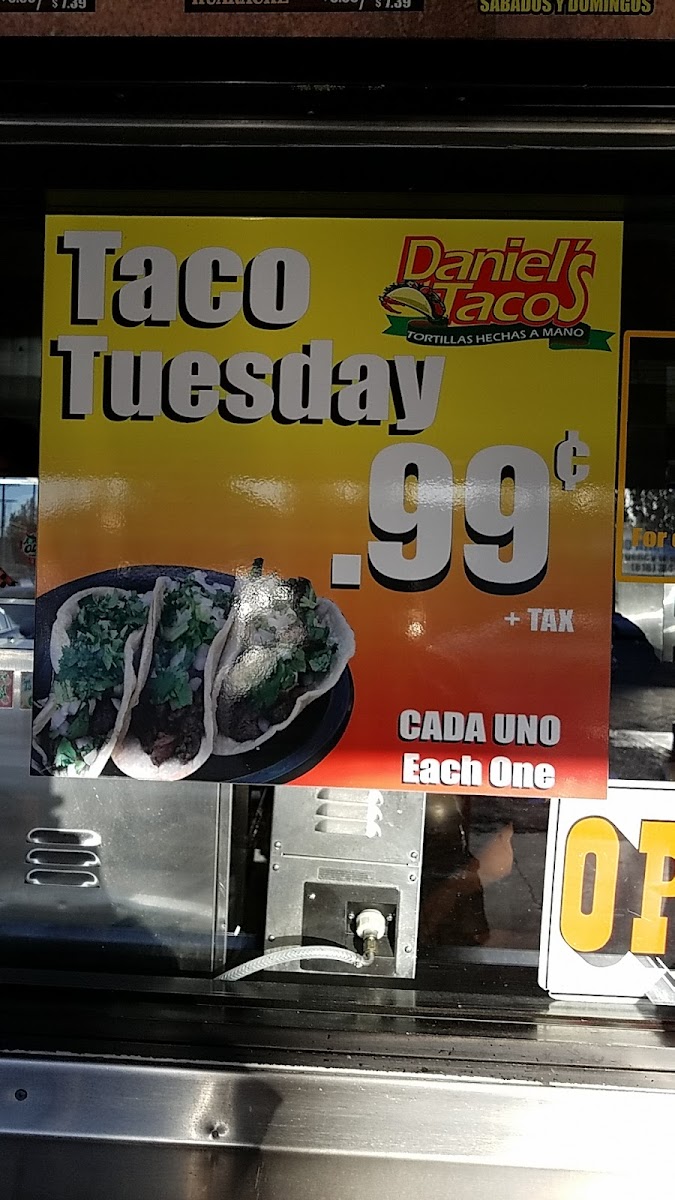 $7.39
$7.39
SABADOS Y DOMINGOS
Taco
Tuesday
Daniel's
Tacos
TORTILLAS HECHAS A MANO
.99¢
+ TAX
CADA UNO
Each One
For
OP